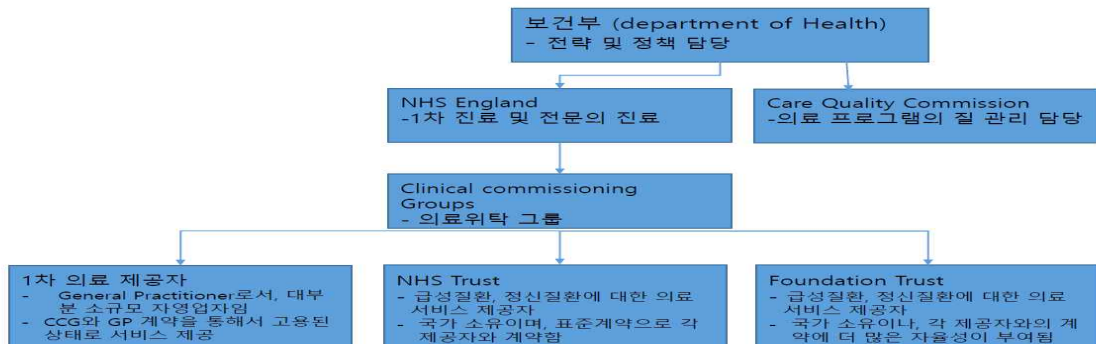 보건부 (department of Health)
- 전략 및 정책 담당
NHS England
-1차 진료 및 전문의 진료
Care Quality Commission
-의료 프로그램의 질 관리 담당
Clinical commissioning
Groups
- 의료위탁 그룹
1차 의료 제공자
- General Practitioner로서, 대부
분 소규모 자영업자임
- CCG와 GP 계약을 통해서 고용된
상태로 서비스 제공
NHS Trust
- 급성질환, 정신질환에 대한 의료
서비스 제공자
- 국가 소유이며, 표준계약으로 각
제공자와 계약함
Foundation Trust
- 급성질환, 정신질환에 대한 의료
서비스 제공자
- 국가 소유이나, 각 제공자와의 계
약에 더 많은 자율성이 부여됨